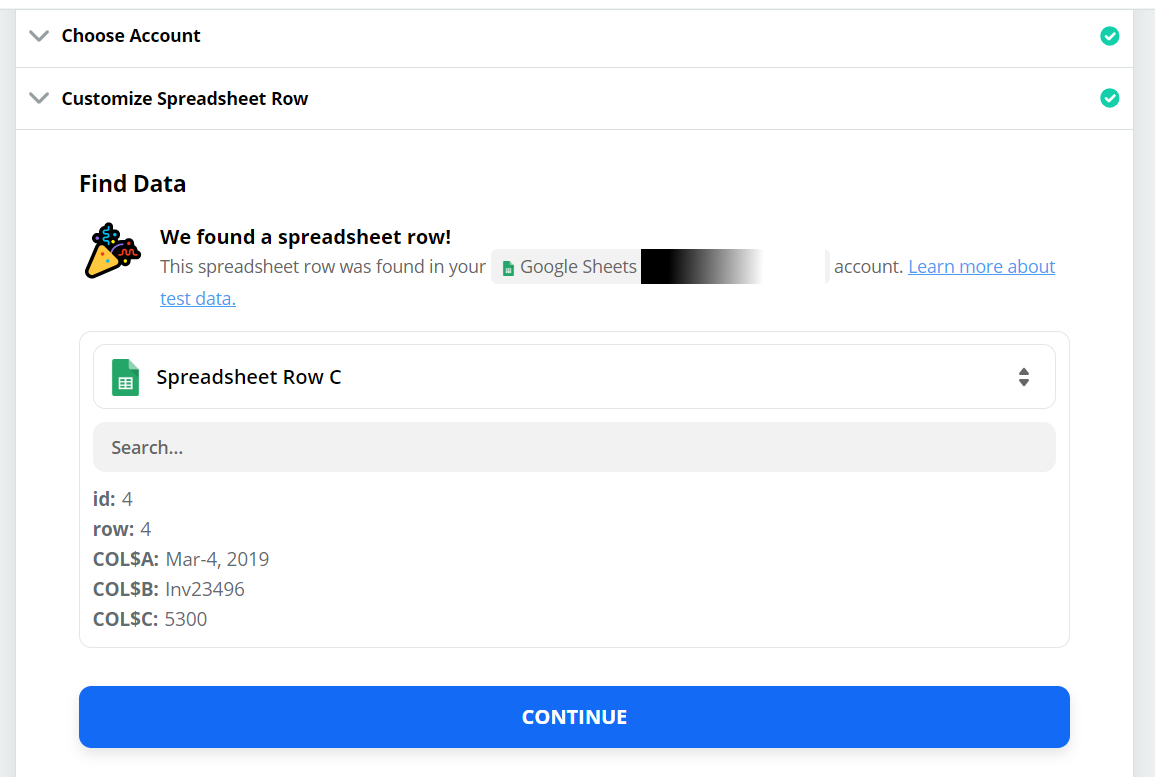 Choose Account
Customize Spreadsheet Row
Find Data
We found a spreadsheet row!
This spreadsheet row was found in your Google Sheets account. Learn more about
test data.
Spreadsheet Row C
Search...
id: 4
row: 4
COL$A: Mar-4, 2019
COL$B: Inv23496
COL$C: 5300
CONTINUE